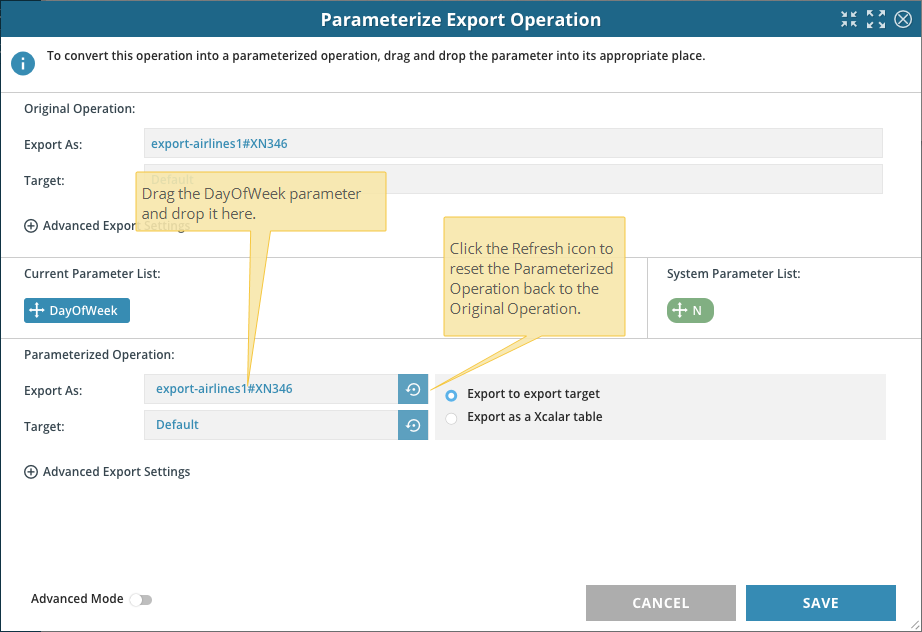 Parameterize Export Operation
To convert this operation into a parameterized operation, drag and drop the parameter into its appropriate place.
Original Operation:
Export As:
export-airlines1#XN346
Target:
Default
Drag the DayOfWeek parameter
and drop it here.
Advanced Export Settings
Click the Refresh icon to
reset the Parameterized
Operation back to the
Original Operation.
Current Parameter List:
DayOfWeek
System Parameter List:
N
Parameterized Operation:
Export As:
export-airlines1#XN346
Export to export target
Export as a Xcalar table
Target:
Default
Advanced Export Settings
Advanced Mode
CANCEL
SAVE